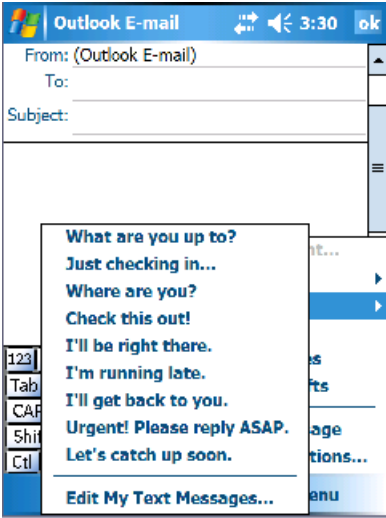 Outlook E-mail 3:30 ok
From: (Outlook E-mail)
To:
Subject:
What are you up to?
Just checking in...
Where are you?
Check this out!
I'll be right there.
I'm running late.
I'll get back to you.
Urgent! Please reply ASAP.
Let's catch up soon.
Edit My Text Messages...
123
Tab
CAP
Shif
Ctl